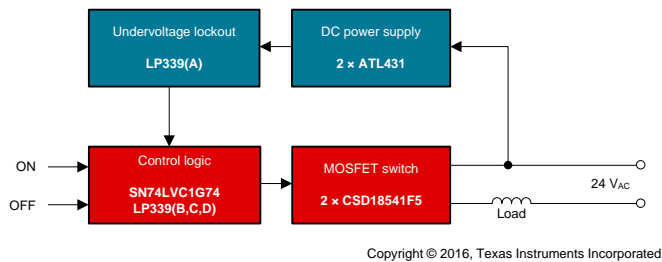 Undervoltage lockout
LP339(A)
DC power supply
2 × ATL431
ON
OFF
Control logic
SN74LVC1G74
LP339(B,C,D)
MOSFET switch
2 × CSD18541F5
24 VAC
Load
Copyright © 2016, Texas Instruments Incorporated